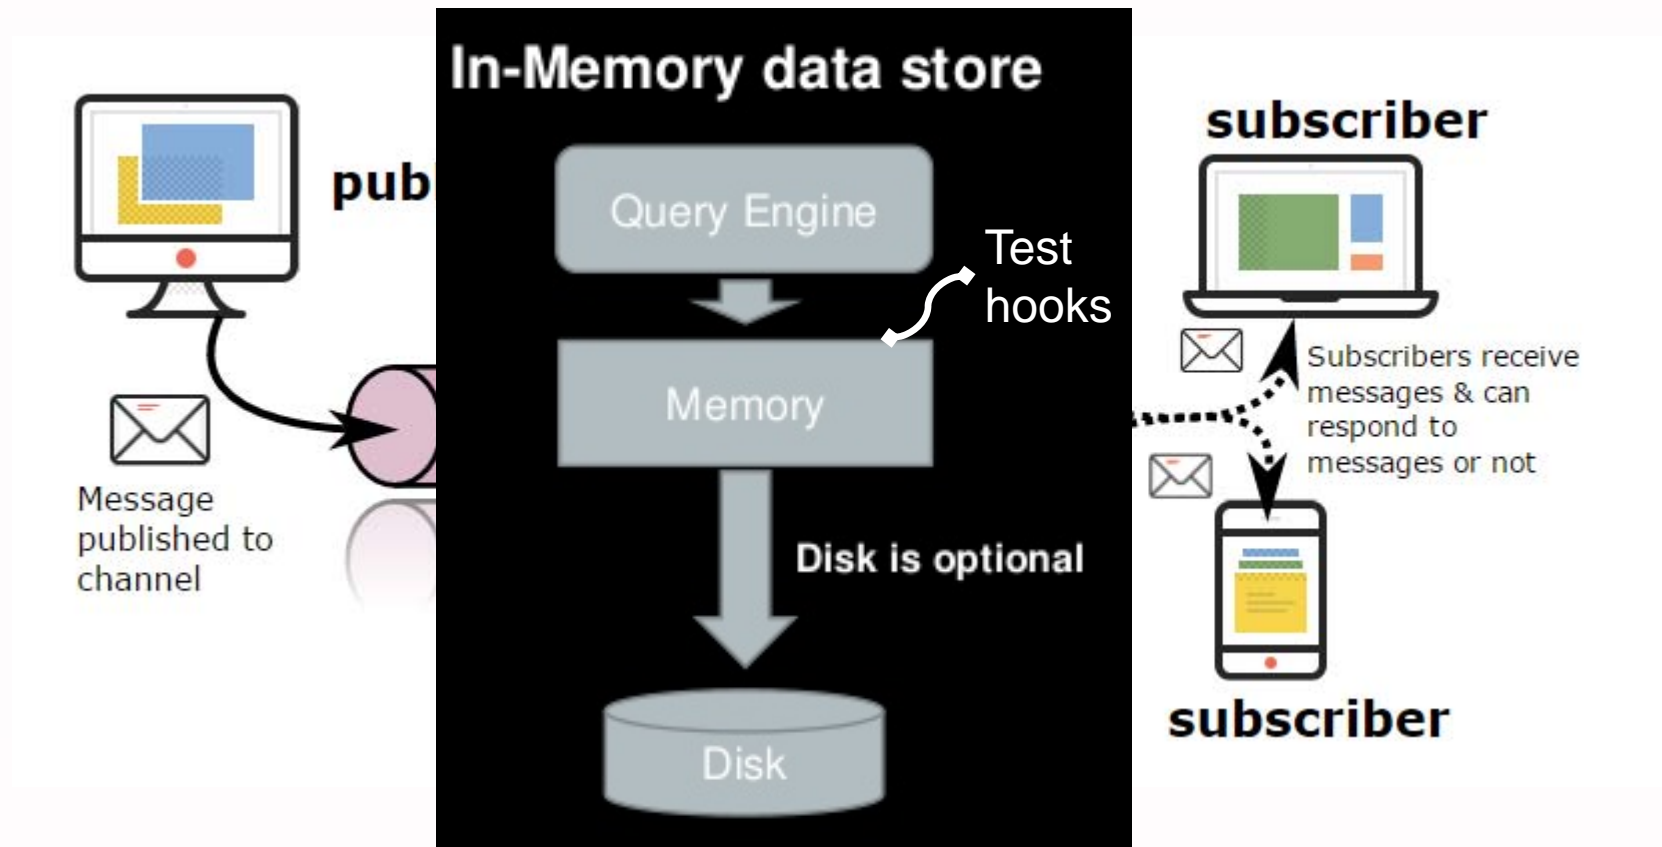 In-Memory data store
subscriber
pub
Query Engine
Test
hooks
Memory
Subscribers receive
messages & can
respond to
messages or not
Message
published to
channel
Disk is optional
subscriber
Disk